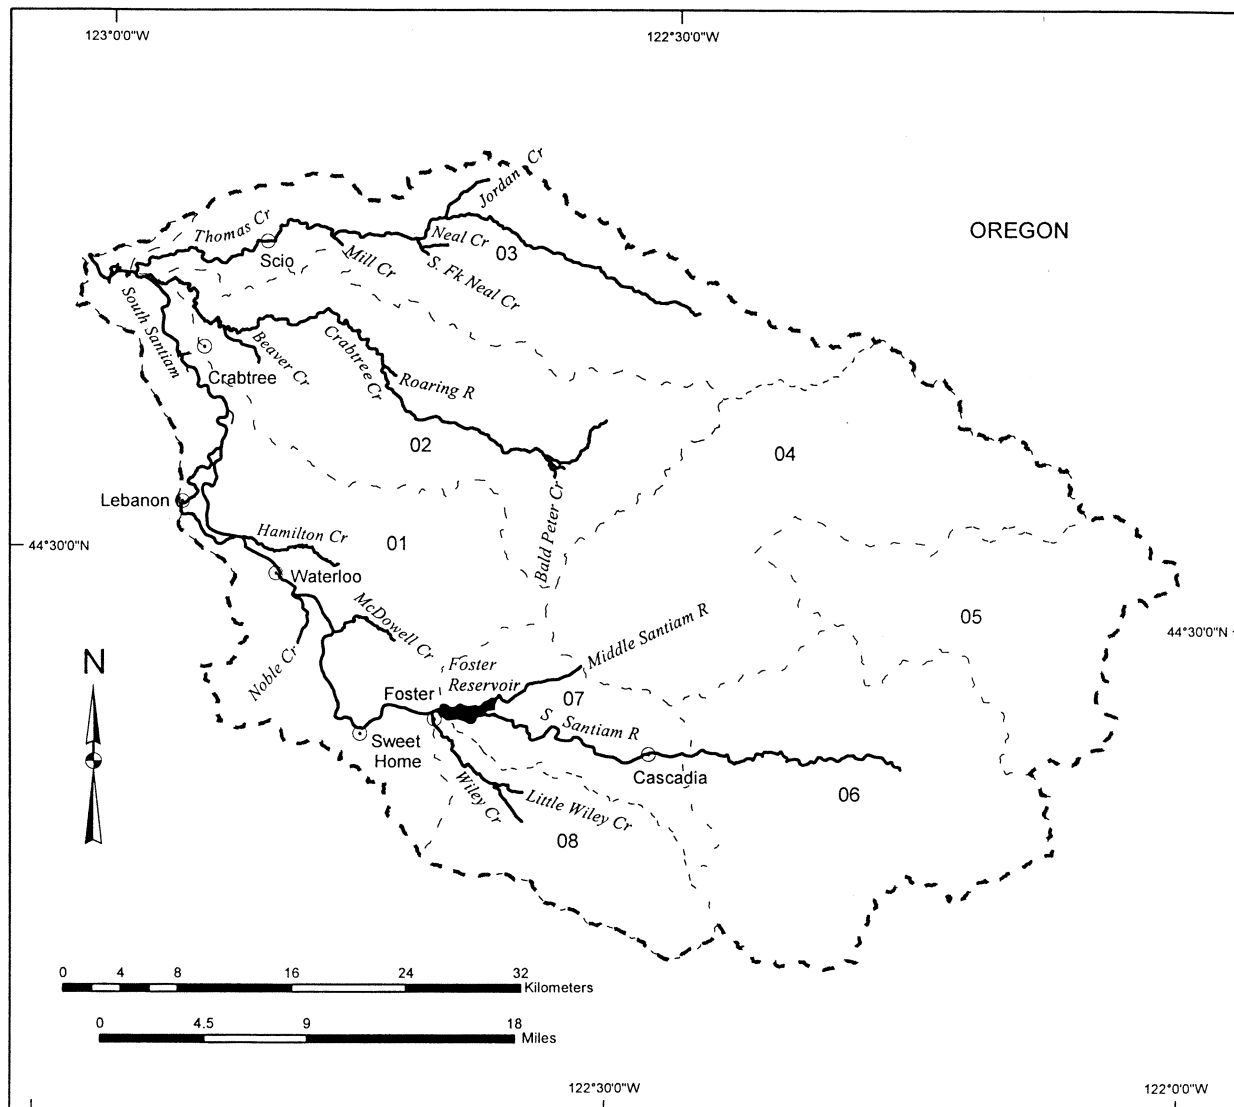 123°0'0"W
122°30'0"W
Jordan Cr
Thomas Cr
OREGON
Neal Cr
03
Scio
Mill Cr
S. Fk Neal Cr
South Santiam
Beaver Cr
Crabtree Cr
Crabtree
Roaring R
02
04
Lebanon
Bald Peter Cr
Hamilton Cr
01
44°30'0"N
Waterloo
McDowell Cr
05
Middle Santiam R
44°30'0"N
N
Noble Cr
Foster
Reservoir
Foster
07
S Santiam R
Sweet
Home
Cascadia
Wiley Cr
Little Wiley Cr
06
08
0 4 8 16 24 32
Kilometers
0 4.5 9 18
Miles
122°30'0"W
122°0'0"W